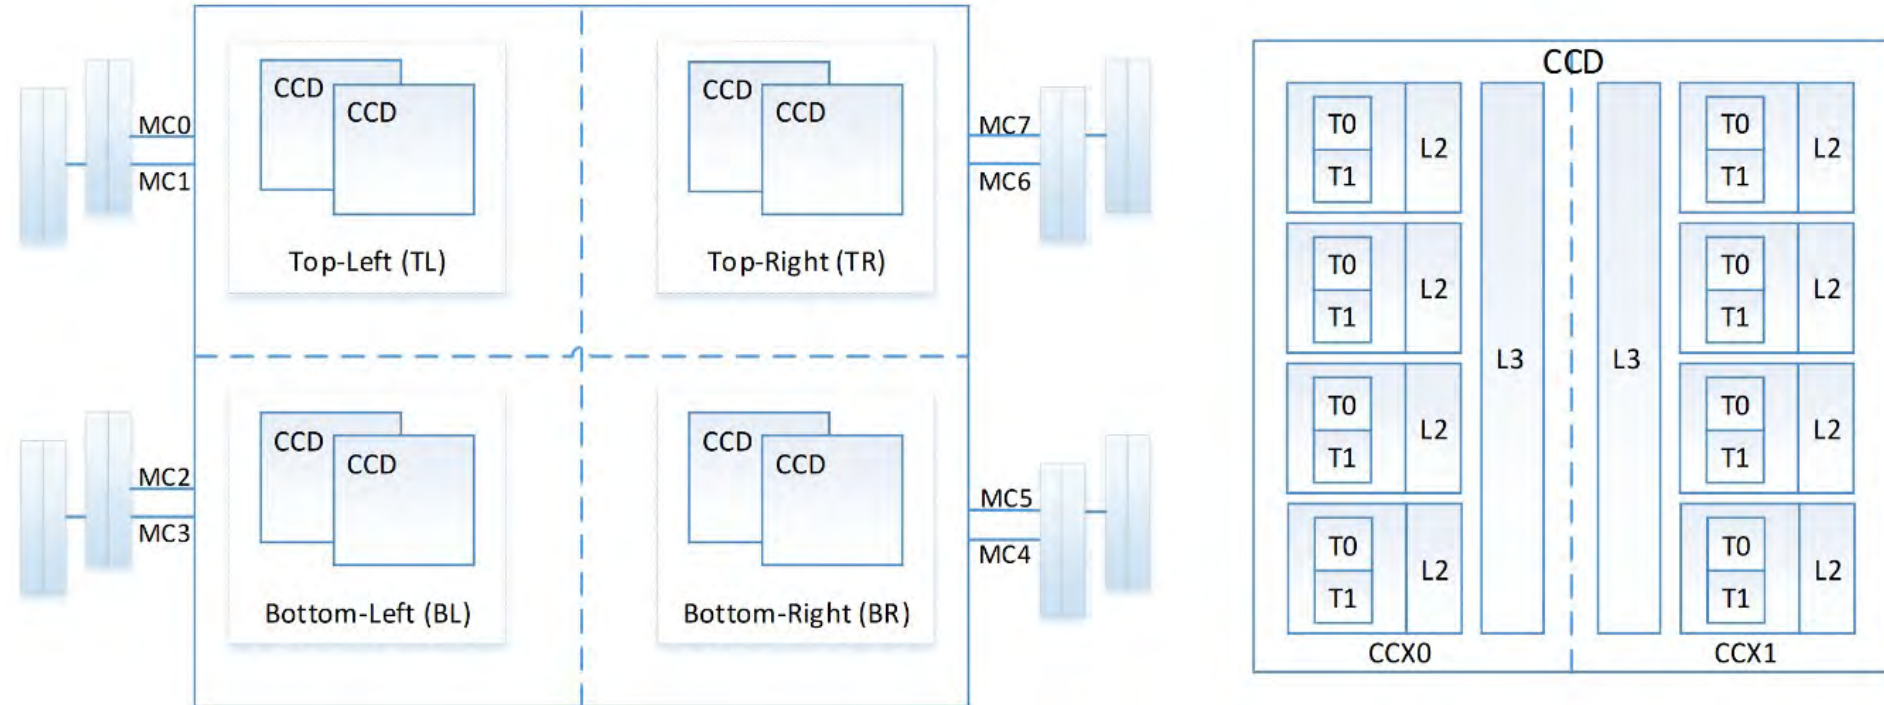 MC0
MC1
CCD
CCD
Top-Left (TL)
CCD
CCD
Top-Right (TR)
MC7
MC6
MC2
MC3
CCD
CCD
Bottom-Left (BL)
CCD
CCD
Bottom-Right (BR)
MC5
MC4
CCD
T0
T1
L2
T0
T1
L2
T0
T1
L2
T0
T1
L2
L3
CCX0
L3
T0
T1
L2
T0
T1
L2
T0
T1
L2
T0
T1
L2
CCX1